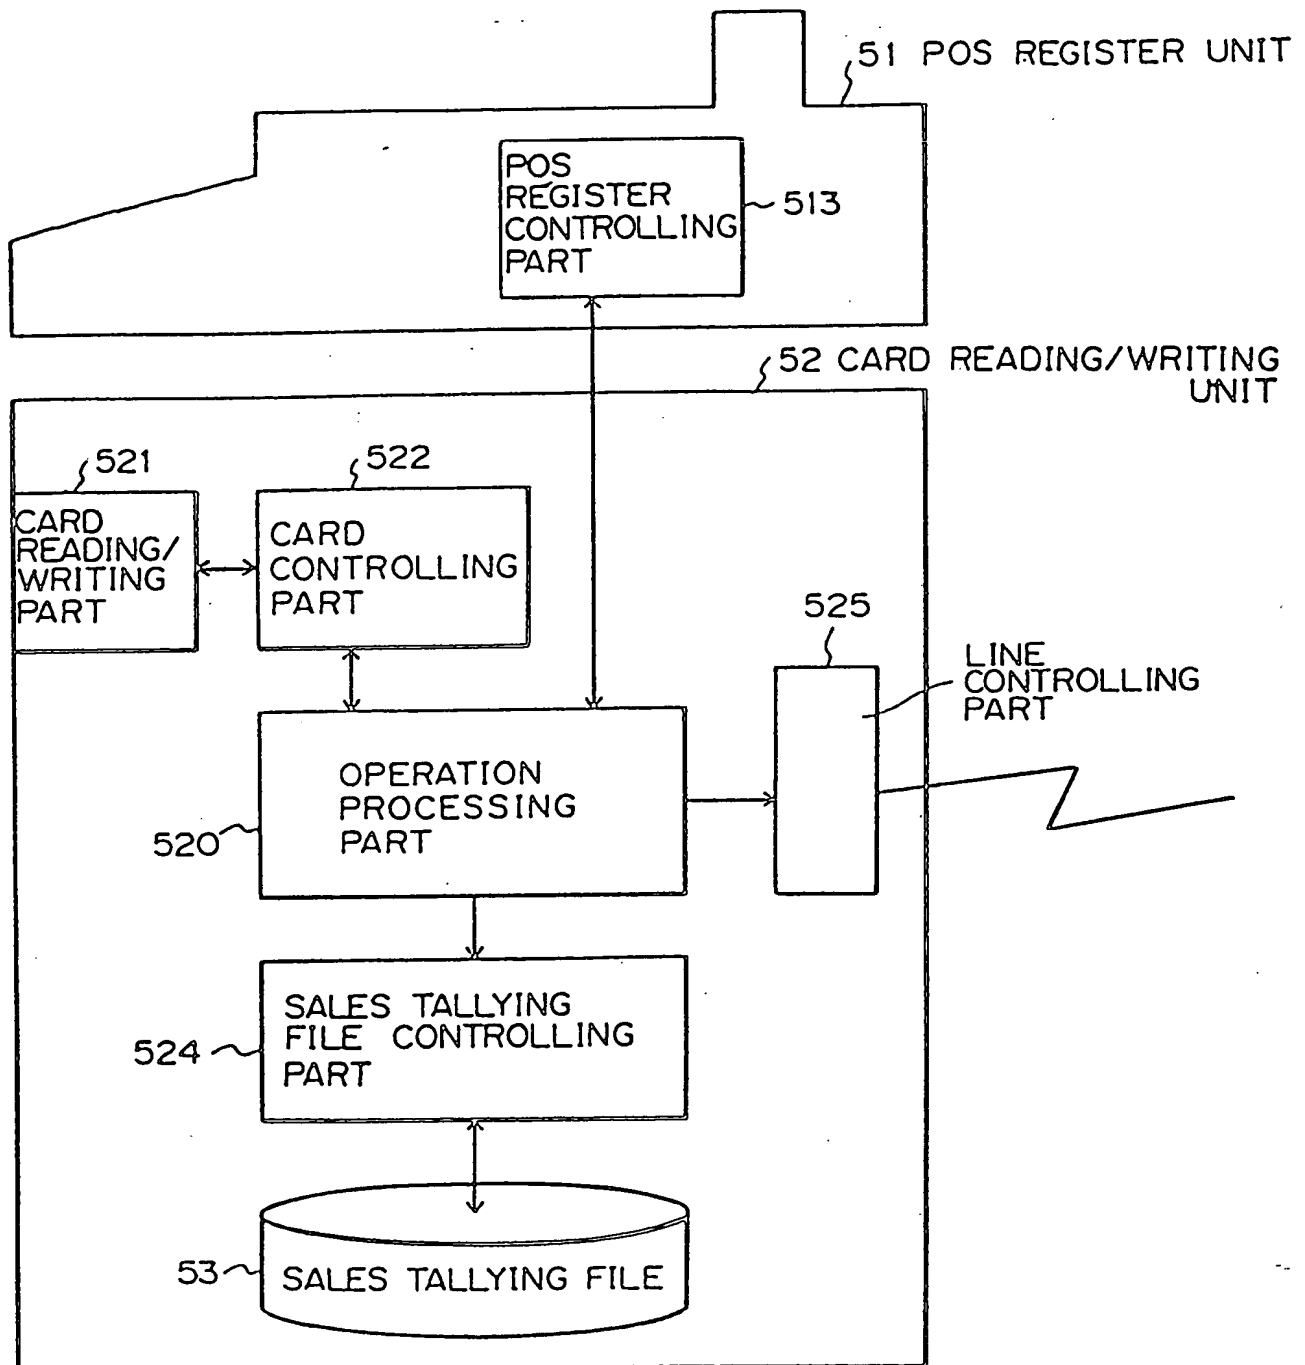 51 POS REGISTER UNIT
POS
REGISTER
CONTROLLING
PART
513
52 CARD READING/WRITING
UNIT
521
522
CARD
READING/
WRITING
PART
CARD
CONTROLLING
PART
525
LINE
CONTROLLING
PART
OPERATION
PROCESSING
PART
520
SALES TALLYING
FILE CONTROLLING
PART
524
53
SALES TALLYING FILE